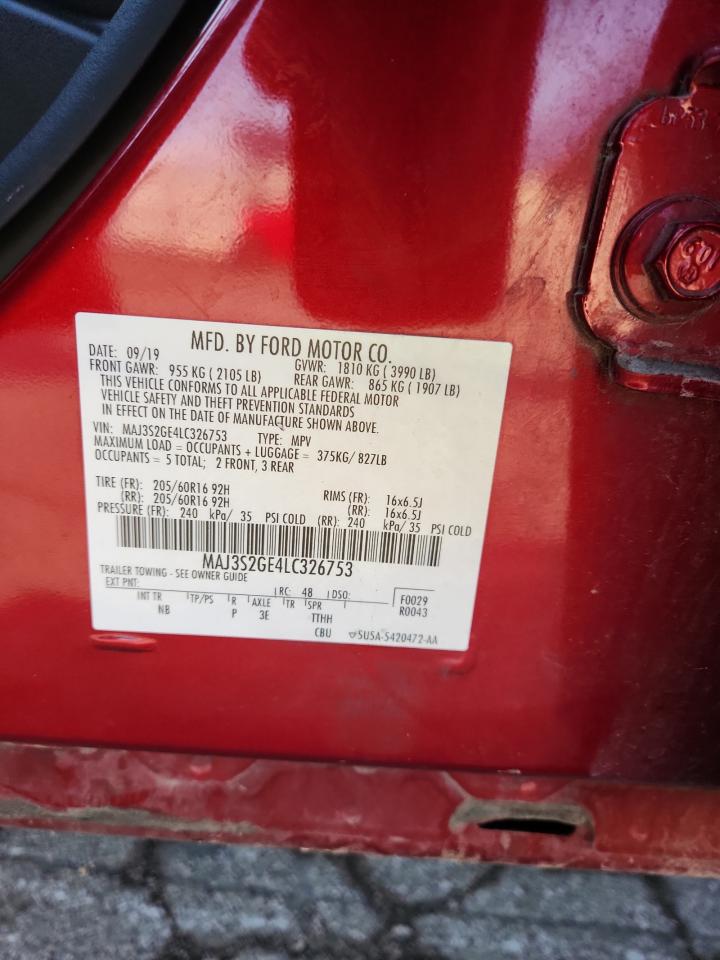 MFD. BY FORD MOTOR CO.
DATE: 09/19 GVWR: 1810 KG ( 3990 LB)
FRONT GAWR: 955 KG ( 2105 LB) REAR GAWR: 865 KG ( 1907 LB)
THIS VEHICLE CONFORMS TO ALL APPLICABLE FEDERAL MOTOR
VEHICLE SAFETY AND THEFT PREVENTION STANDARDS
IN EFFECT ON THE DATE OF MANUFACTURE SHOWN ABOVE.
VIN: MAJ3S2GE4LC326753 TYPE: MPV
MAXIMUM LOAD = OCCUPANTS + LUGGAGE = 375KG/ 827LB
OCCUPANTS = 5 TOTAL; 2 FRONT, 3 REAR
TIRE (FR): 205/60R16 92H RIMS (FR): 16x6.5J
(RR): 205/60R16 92H (RR): 16x6.5J
PRESSURE (FR): 240 kPa/ 35 PSI COLD (RR): 240 kPa/ 35 PSI COLD
MAJ3S2GE4LC326753
TRAILER TOWING - SEE OWNER GUIDE
EXT PNT: RC: 48 DSO: F0029
INT TR TP/PS R AXLE TR SPR R0043
NB P 3E TTHH
CBU 5U5A-5420472-AA